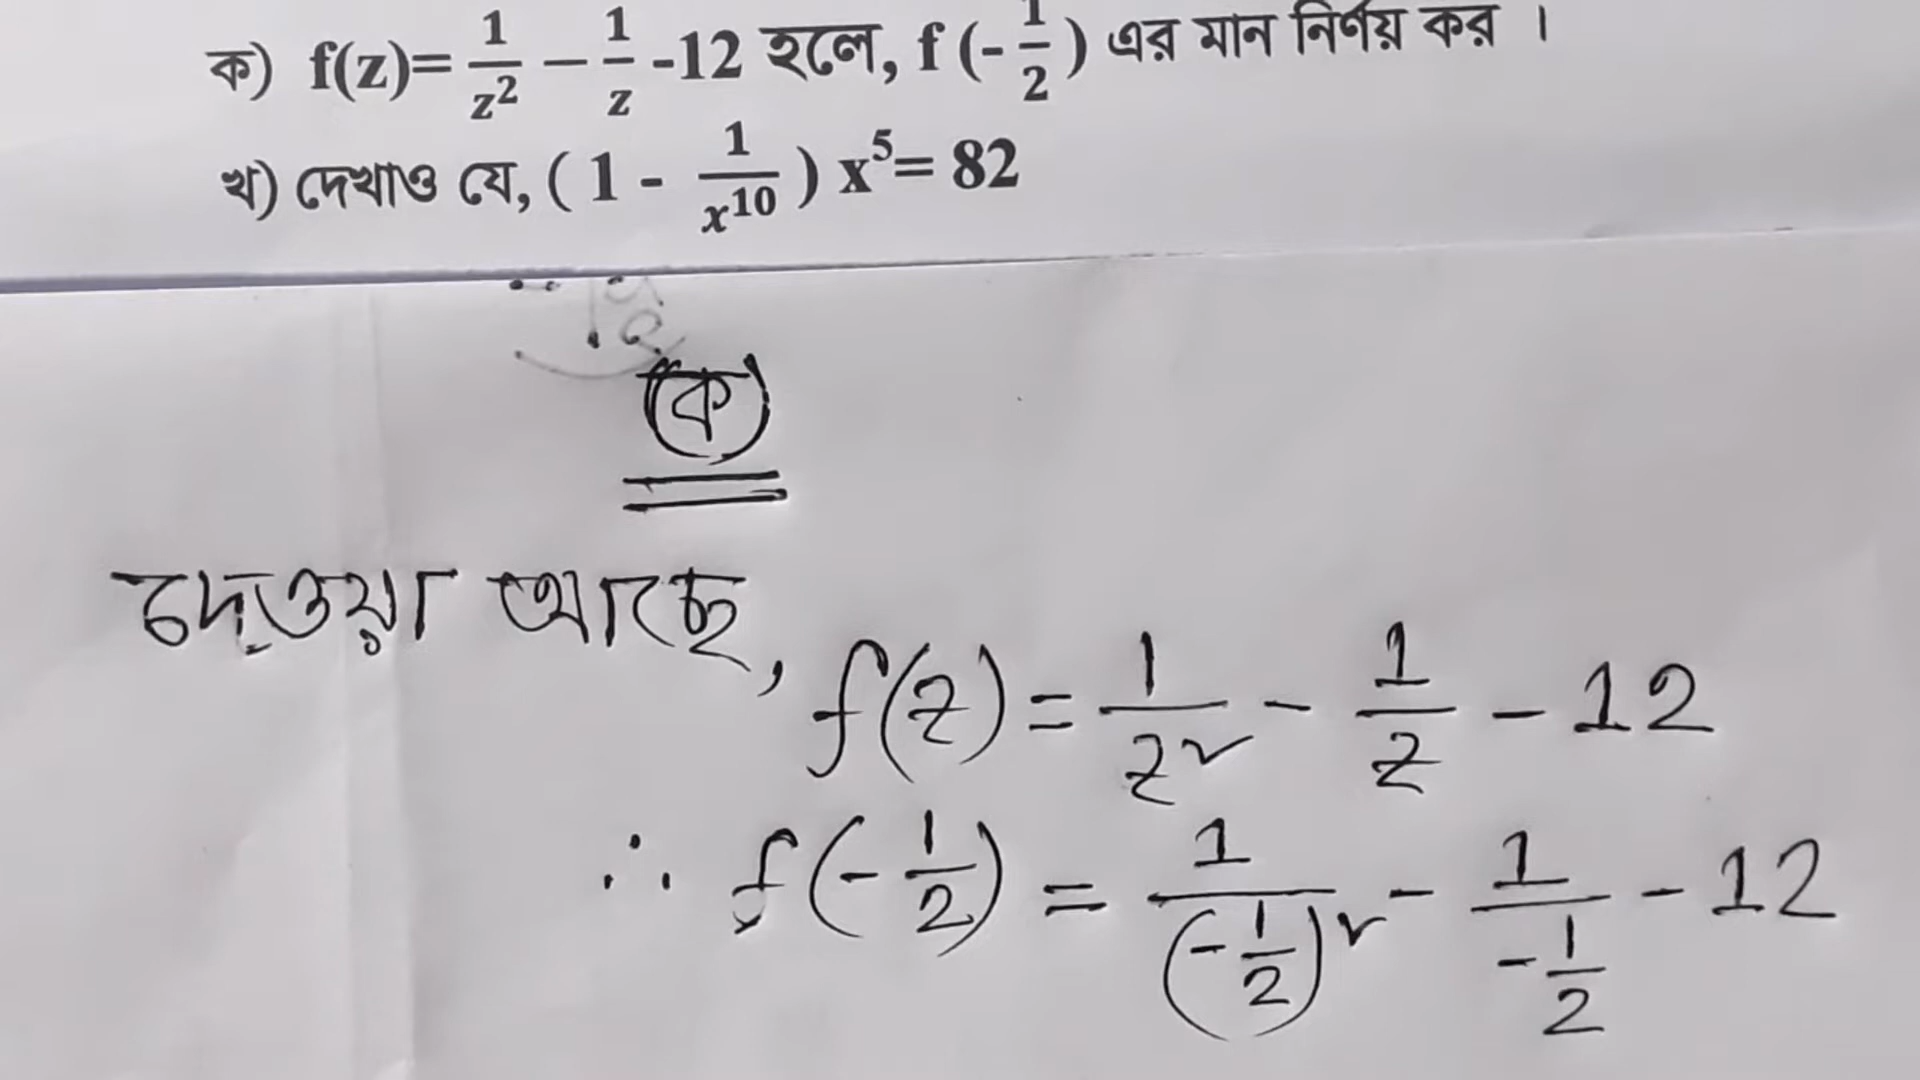 ক) f(z)= 1/z² – 1/z -12 হলে, f (- 1/2 ) এর মান নির্ণয় কর ।
খ) দেখাও যে, ( 1 - 1/x¹⁰ ) x⁵= 82
(ক)
দেওয়া আছে,
f(z) = 1/z² - 1/z - 12
∴ f(-1/2) = 1/(-1/2)² - 1/-1/2 - 12